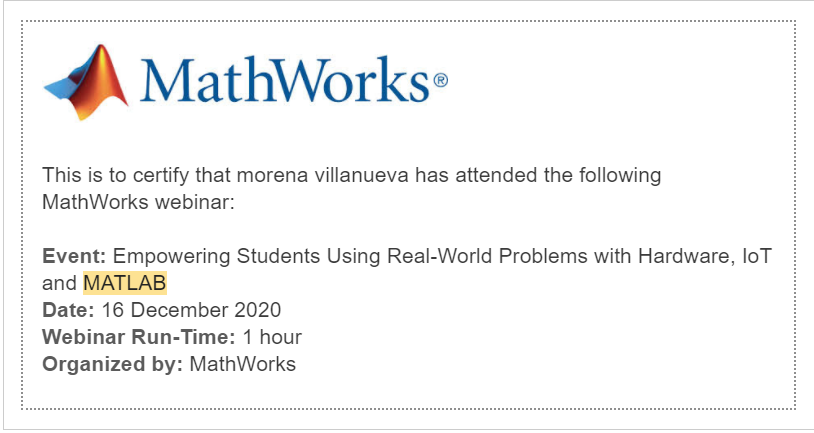 MathWorks®
This is to certify that morena villanueva has attended the following
MathWorks webinar:
Event: Empowering Students Using Real-World Problems with Hardware, IoT
and MATLAB
Date: 16 December 2020
Webinar Run-Time: 1 hour
Organized by: MathWorks